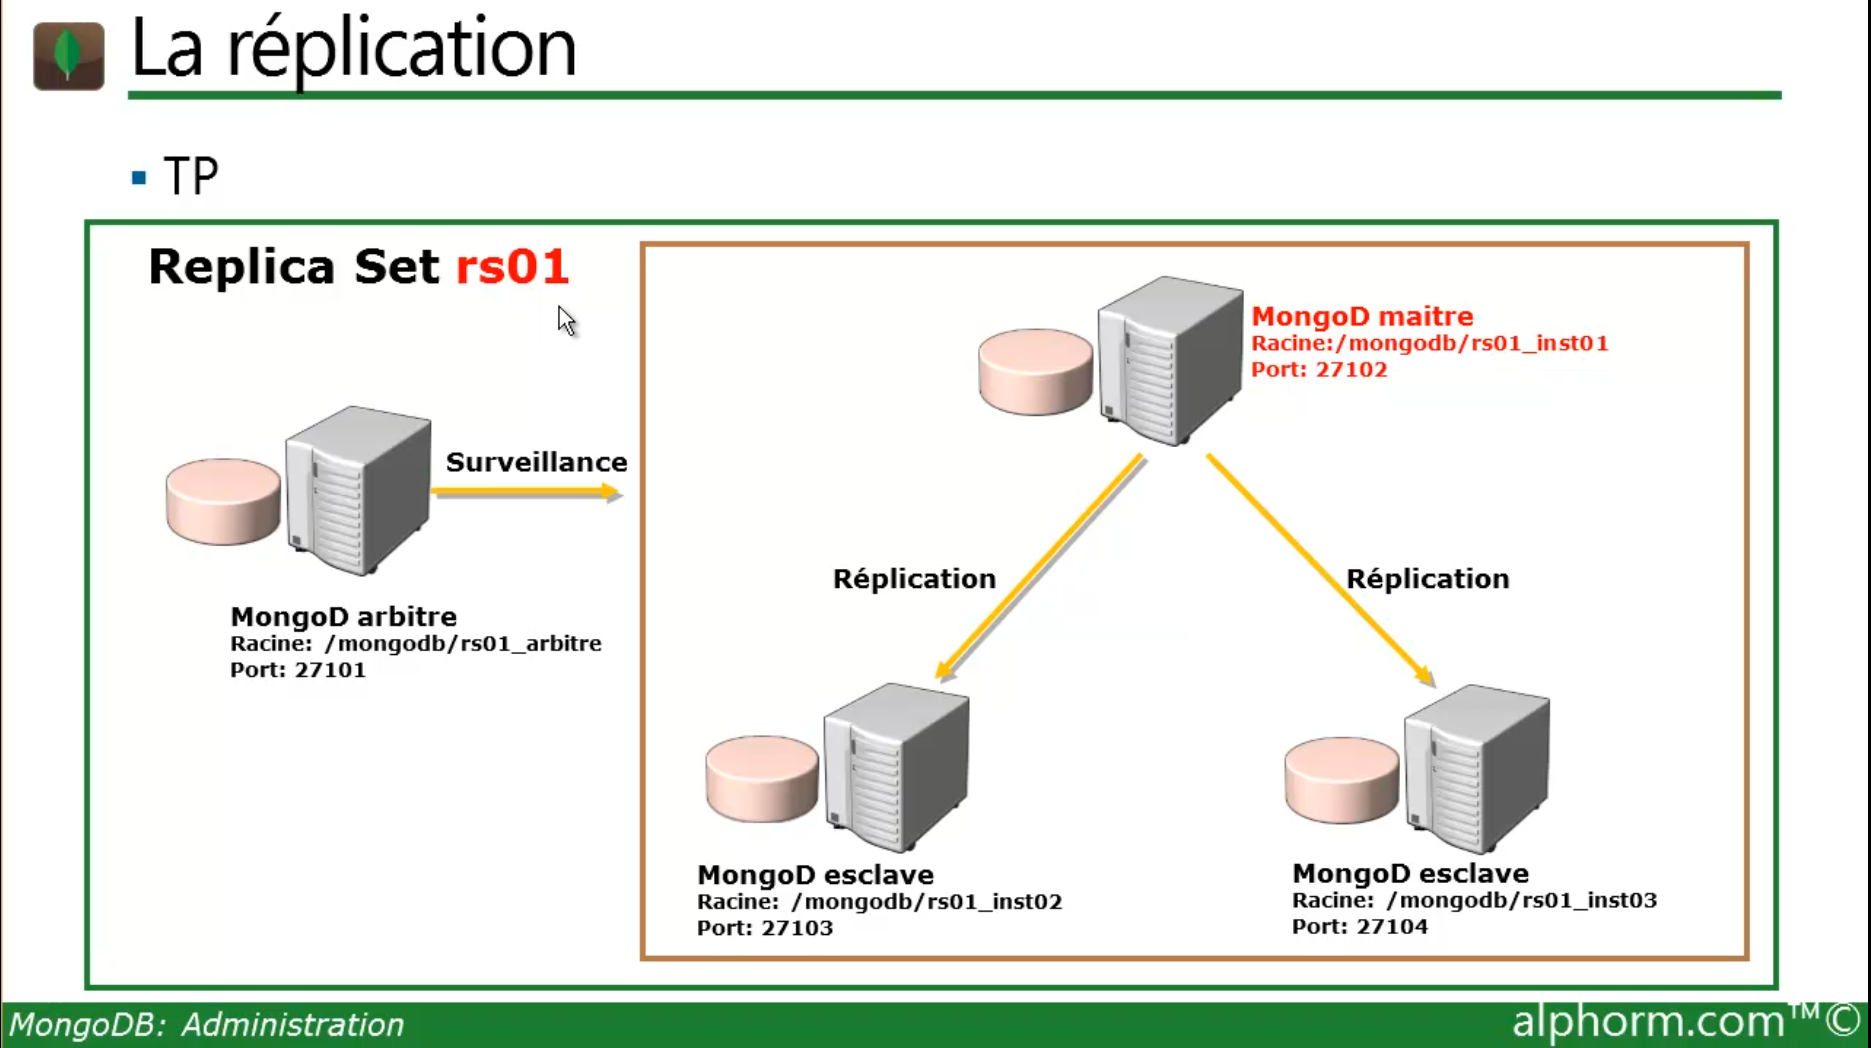 La réplication
TP
Replica Set rs01
MongoD maitre
Racine:/mongodb/rs01_inst01
Port: 27102
Surveillance
MongoD arbitre
Racine: /mongodb/rs01_arbitre
Port: 27101
Réplication
Réplication
MongoD esclave
Racine: /mongodb/rs01_inst02
Port: 27103
MongoD esclave
Racine: /mongodb/rs01_inst03
Port: 27104
MongoDB: Administration
alphorm.com™©